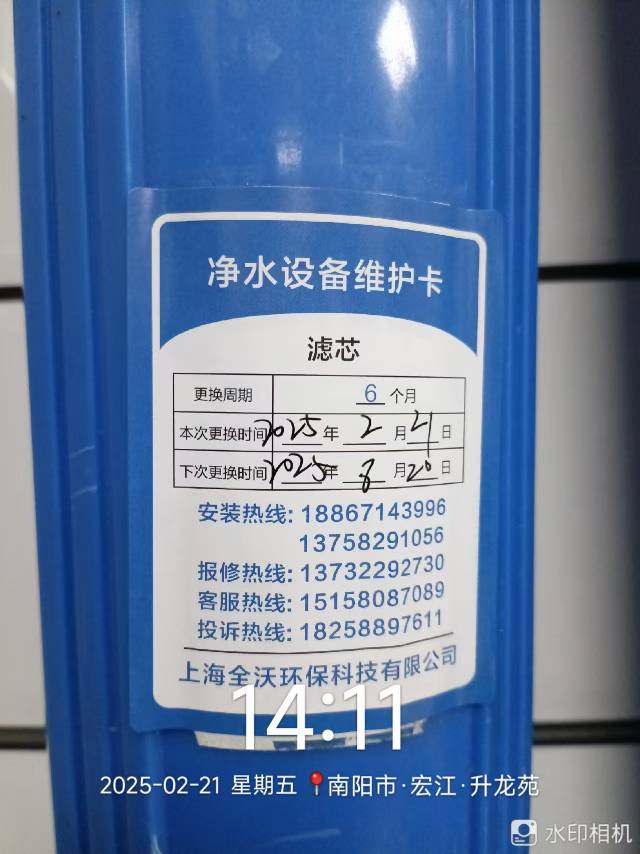 净水设备维护卡
滤芯
更换周期 6 个月
本次更换时间 2025 年 2 月 21 日
下次更换时间 2025 年 8 月 20 日
安装热线: 18867143996
13758291056
报修热线: 13732292730
客服热线: 15158087089
投诉热线: 18258897611
上海全沃环保科技有限公司
14:11
2025-02-21 星期五 南阳市·宏江·升龙苑
水印相机